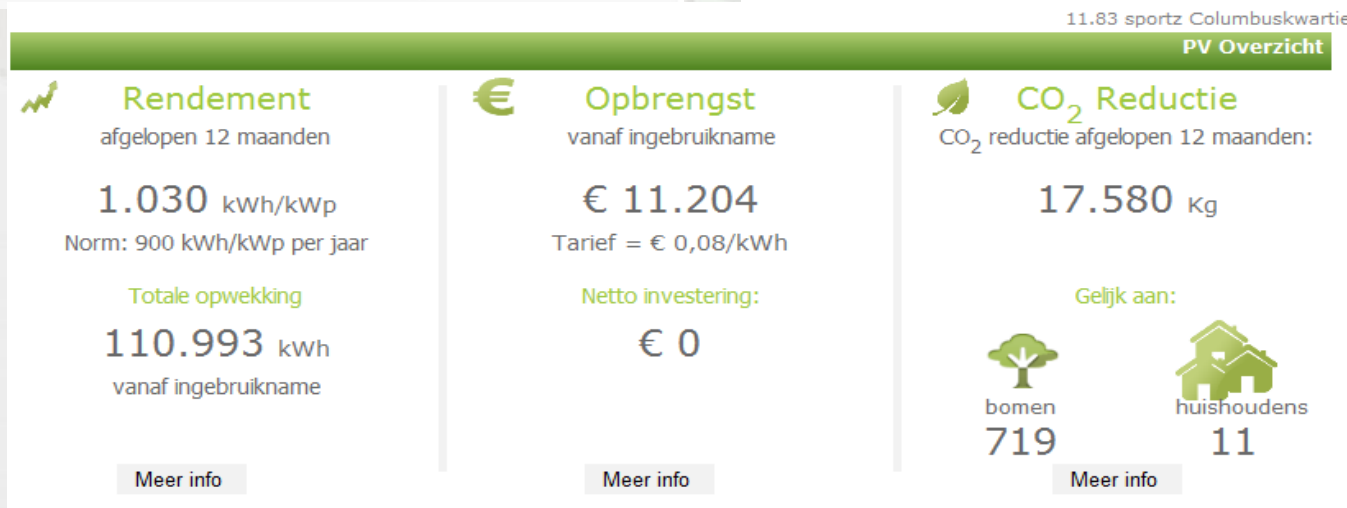 11.83 sportz Columbuskwartie
PV Overzicht
Rendement
afgelopen 12 maanden
1.030 kWh/kWp
Norm: 900 kWh/kWp per jaar
Totale opwekking
110.993 kWh
vanaf ingebruikname
Meer info
€ Opbrengst
vanaf ingebruikname
€ 11.204
Tarief = € 0,08/kWh
Netto investering:
€ 0
Meer info
CO₂ Reductie
CO₂ reductie afgelopen 12 maanden:
17.580 Kg
Gelijk aan:
bomen
719
huishoudens
11
Meer info